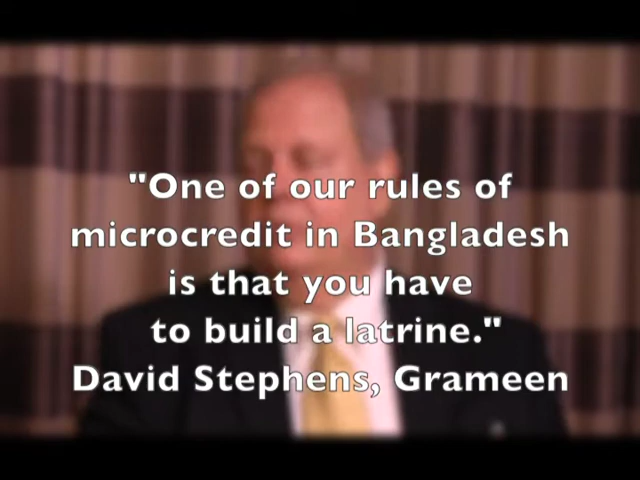 "One of our rules of
microcredit in Bangladesh
is that you have
to build a latrine."
David Stephens, Grameen